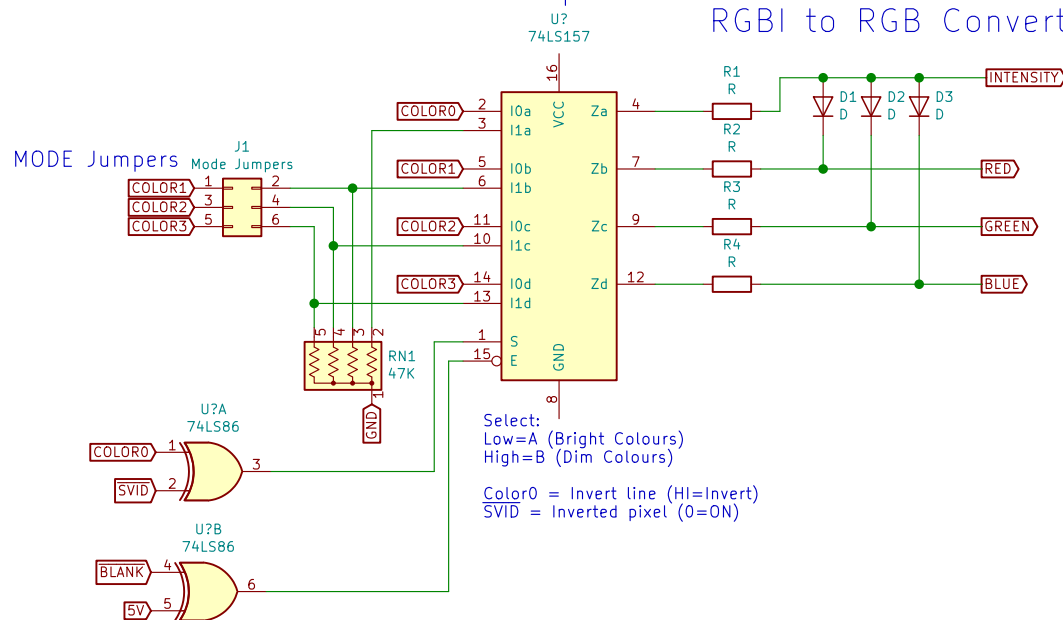 RGBI to RGB Convert
U?
74LS157
16
VCC
COLOR0
2
I0a
3
I1a
COLOR1
5
I0b
6
I1b
COLOR2
11
I0c
10
I1c
COLOR3
14
I0d
13
I1d
1
S
15
E
GND
8
Za
4
Zb
7
Zc
9
Zd
12
R1
R
R2
R
R3
R
R4
R
D1
D
D2
D
D3
D
INTENSITY
RED
GREEN
BLUE
MODE Jumpers
J1
Mode Jumpers
COLOR1
1
2
COLOR2
3
4
COLOR3
5
6
5
4
3
2
RN1
47K
1
GND
U?A
74LS86
COLOR0
1
SVID
2
3
U?B
74LS86
BLANK
4
5V
5
6
Select:
Low=A (Bright Colours)
High=B (Dim Colours)
Color0 = Invert line (HI=Invert)
SVID = Inverted pixel (0=ON)